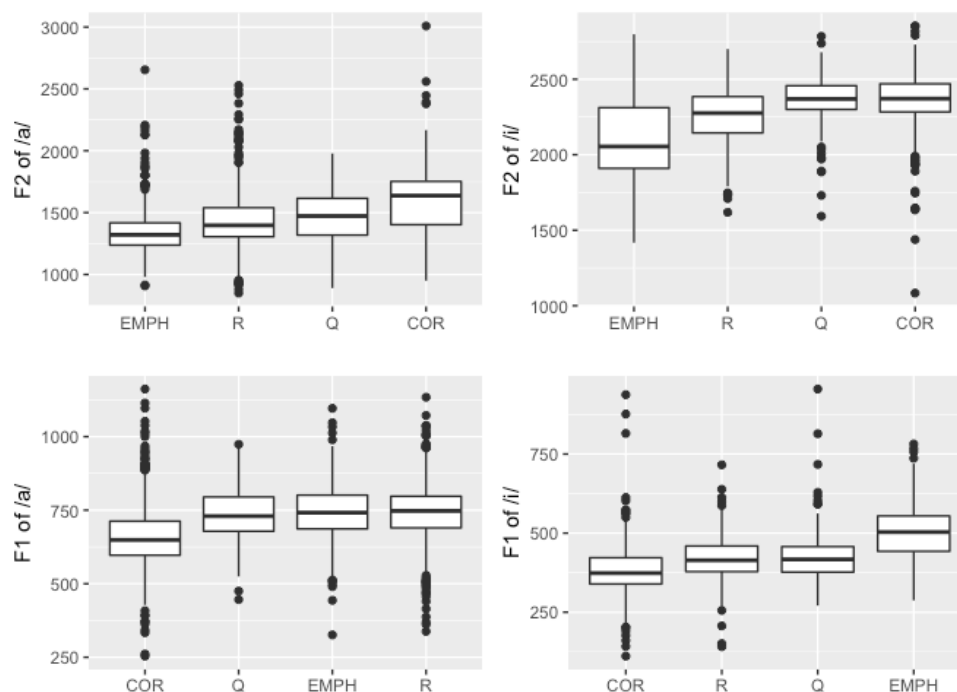 3000
2500
2000
1500
1000
F2 of /a/
EMPH R Q COR
2500
2000
1500
1000
F2 of /i/
EMPH R Q COR
1000
750
500
250
F1 of /a/
COR Q EMPH R
750
500
250
F1 of /i/
COR R Q EMPH